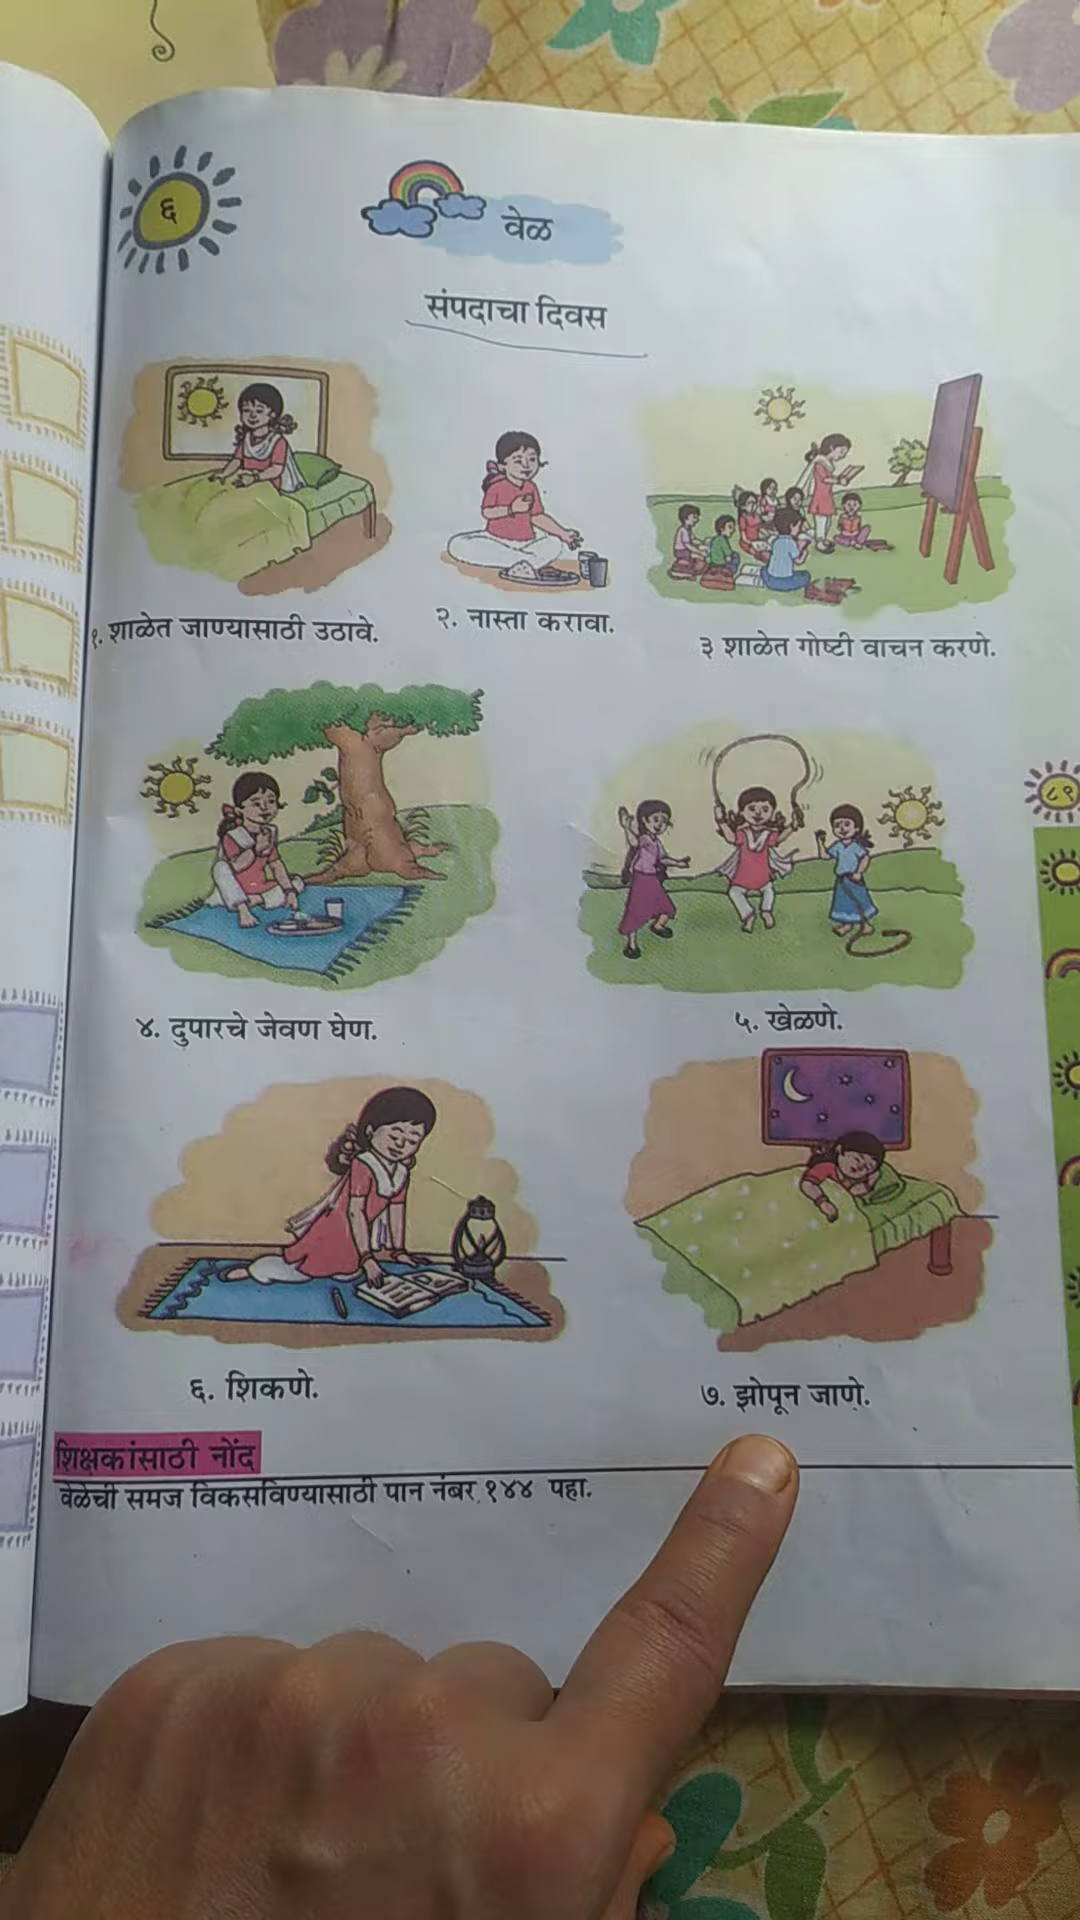 ६
वेळ
संपदाचा दिवस
१. शाळेत जाण्यासाठी उठावे.
२. नास्ता करावा.
३ शाळेत गोष्टी वाचन करणे.
४. दुपारचे जेवण घेण.
५. खेळणे.
८९
६. शिकणे.
७. झोपून जाणे.
शिक्षकांसाठी नोंद
वेळेची समज विकसविण्यासाठी पान नंबर १४४ पहा.